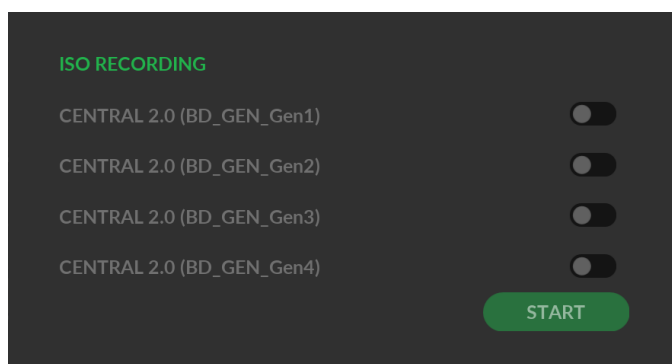 ISO RECORDING
CENTRAL 2.0 (BD_GEN_Gen1)
CENTRAL 2.0 (BD_GEN_Gen2)
CENTRAL 2.0 (BD_GEN_Gen3)
CENTRAL 2.0 (BD_GEN_Gen4)
START